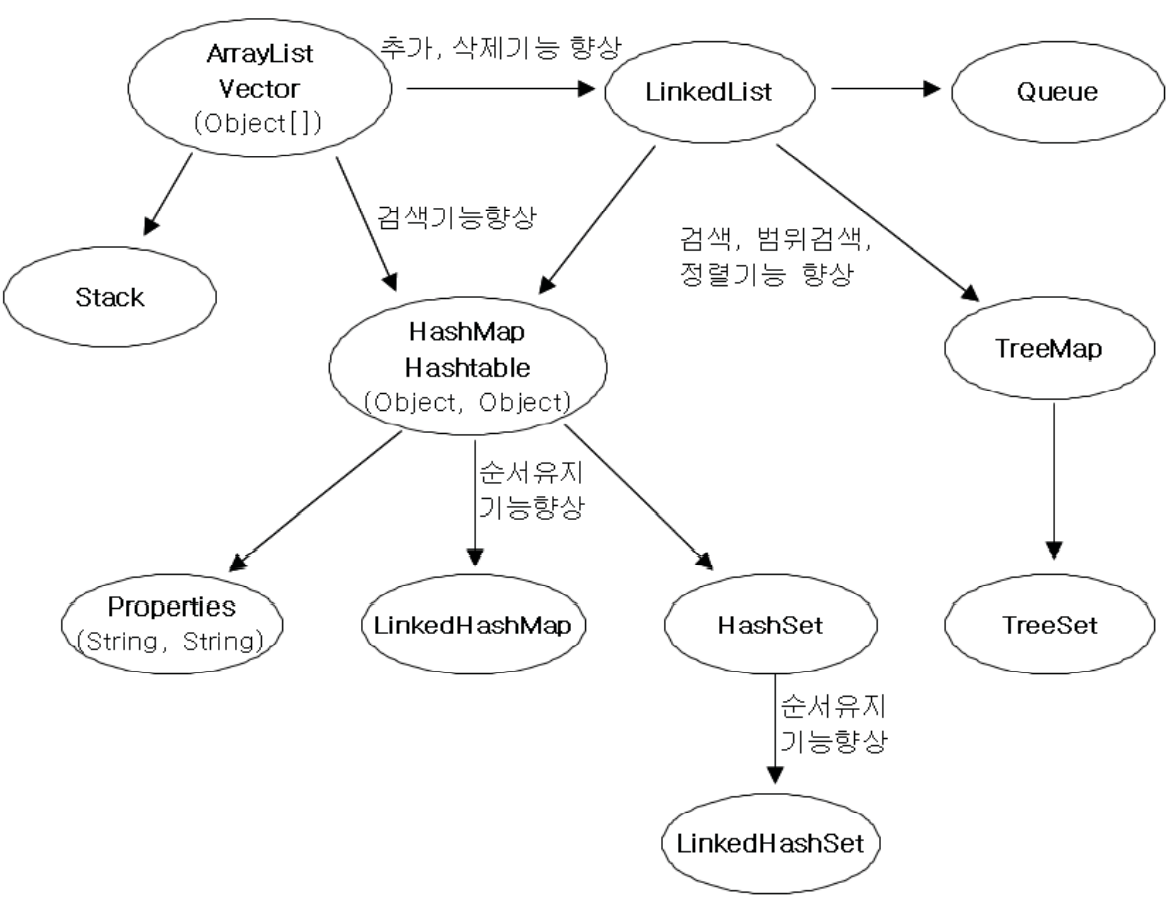 ArrayList
Vector
(Object[])
추가, 삭제기능 향상
LinkedList
Queue
검색기능향상
검색, 범위검색,
정렬기능 향상
Stack
HashMap
Hashtable
(Object, Object)
TreeMap
순서유지
기능향상
Properties
(String, String)
LinkedHashMap
HashSet
TreeSet
순서유지
기능향상
LinkedHashSet